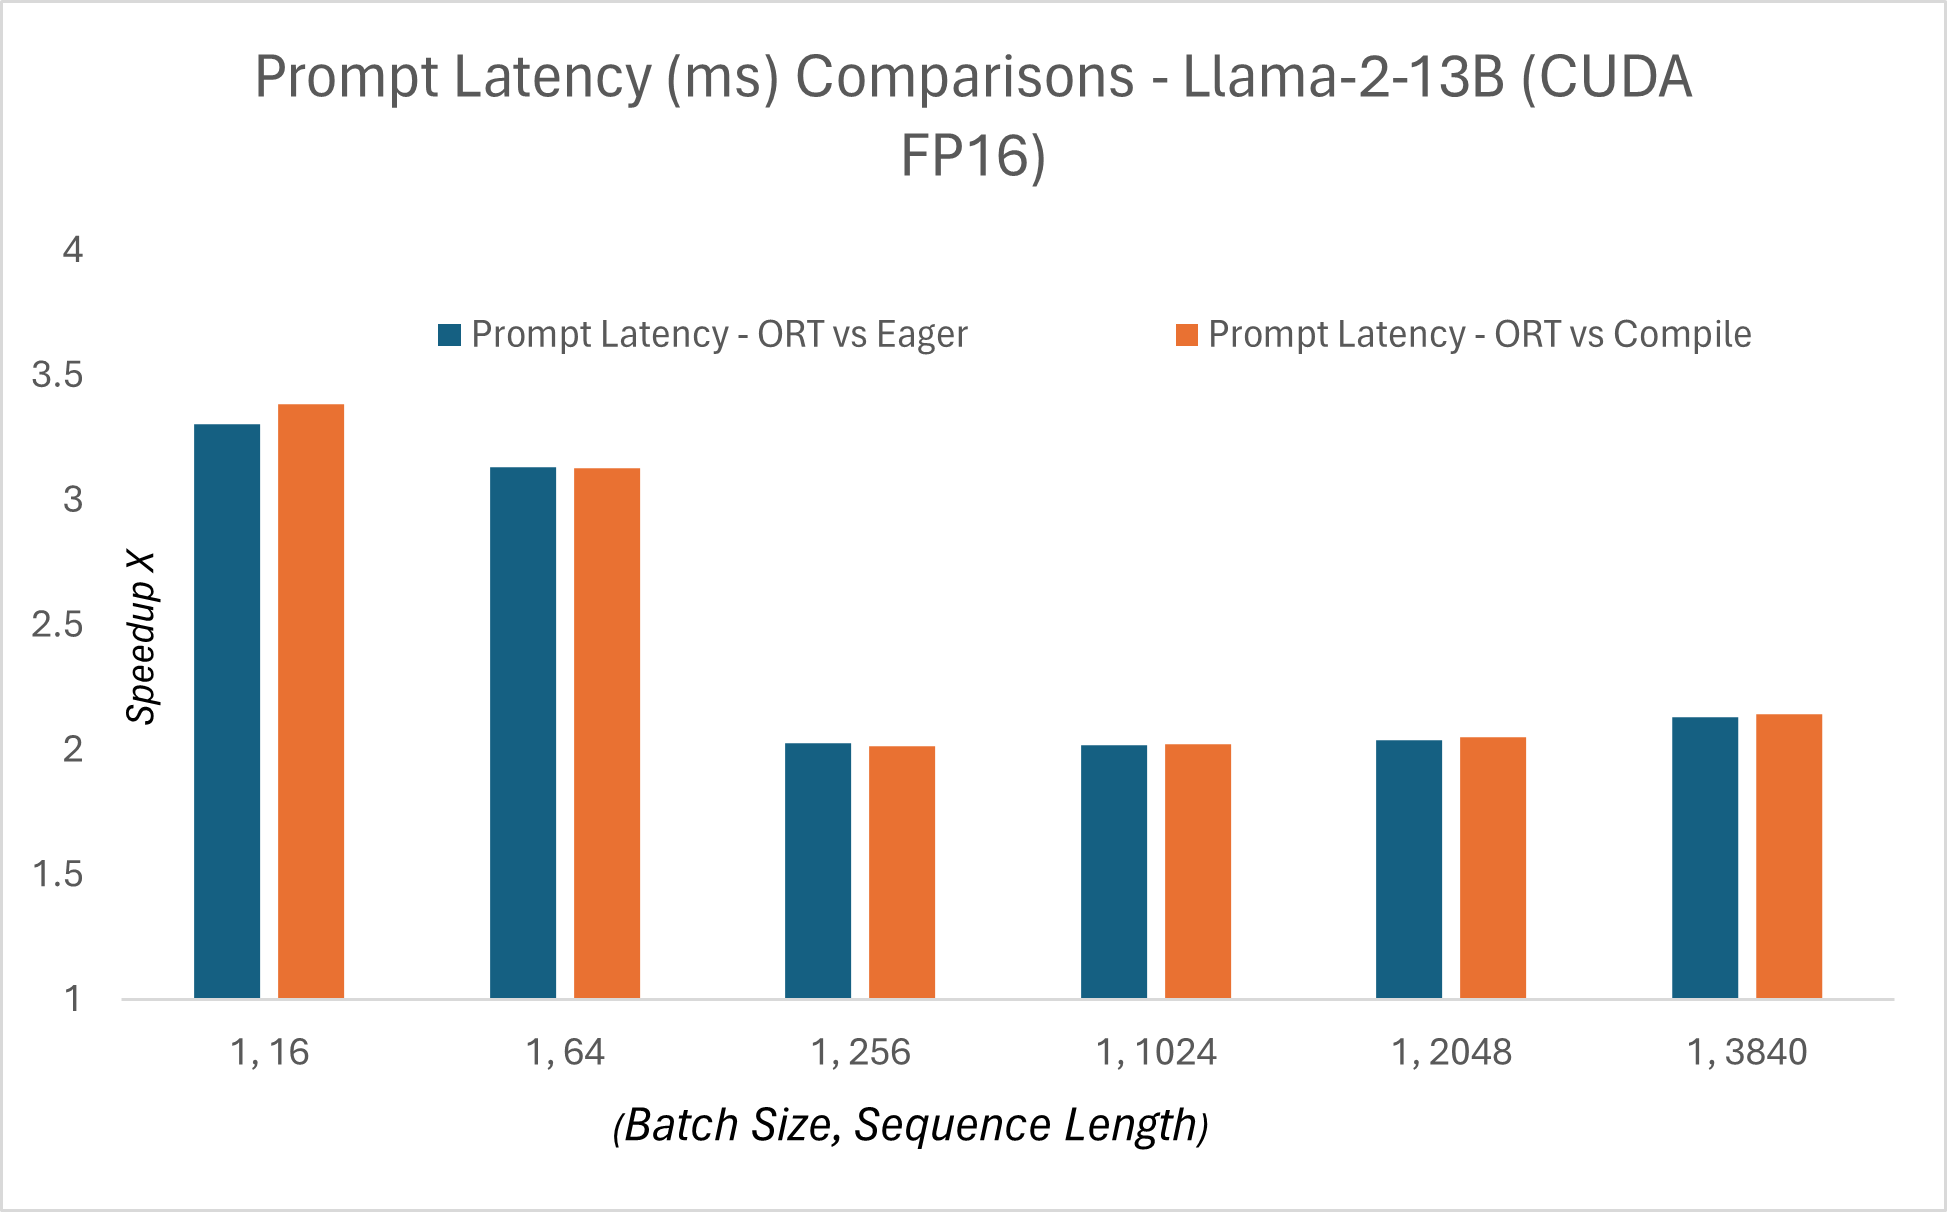 Prompt Latency (ms) Comparisons - Llama-2-13B (CUDA
FP16)
4
Prompt Latency - ORT vs Eager
Prompt Latency - ORT vs Compile
3.5
3
2.5
2
1.5
1
Speedup X
1, 16
1, 64
1, 256
1, 1024
1, 2048
1, 3840
(Batch Size, Sequence Length)